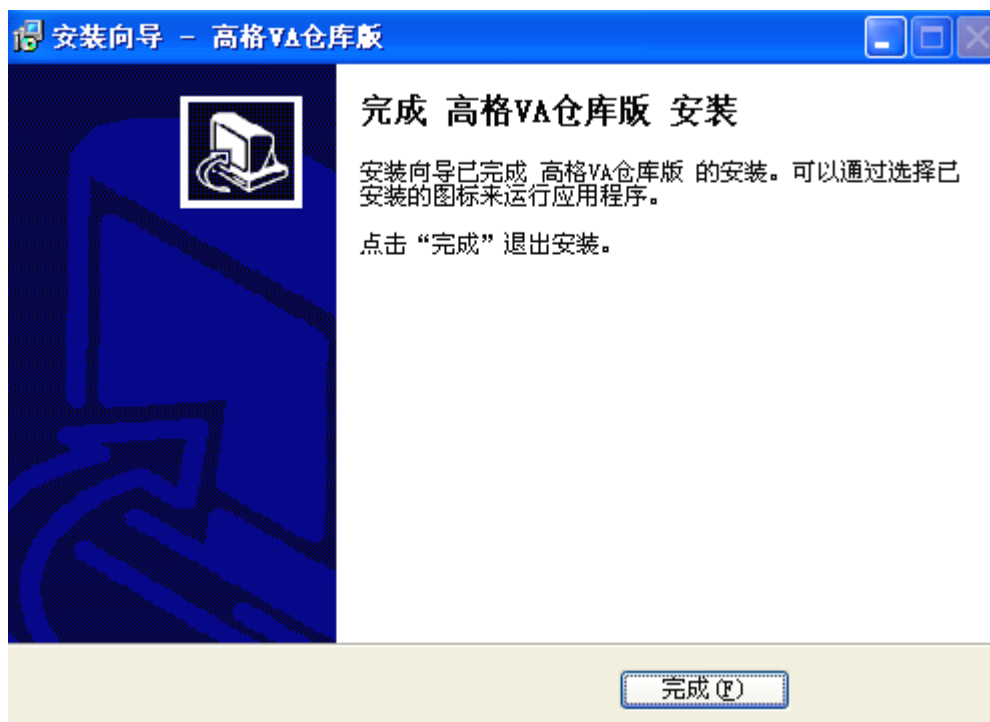 安装向导 - 高格VA仓库版
完成 高格VA仓库版 安装
安装向导已完成 高格VA仓库版 的安装。可以通过选择已
安装的图标来运行应用程序。
点击“完成”退出安装。
完成(F)